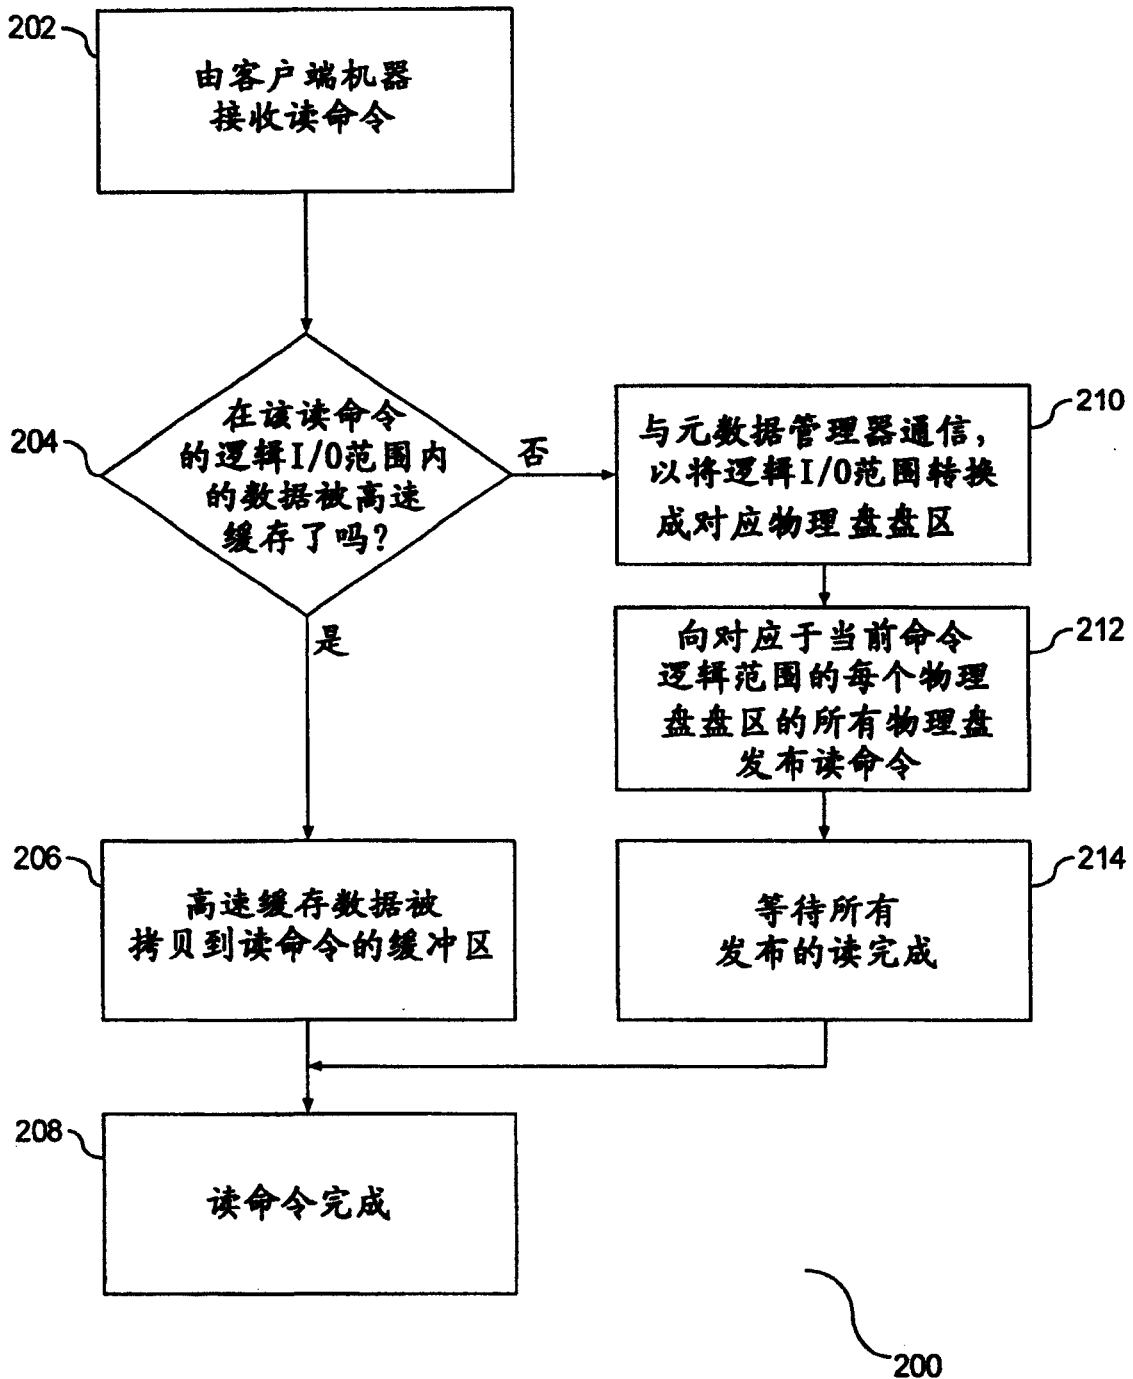 202
由客户端机器
接收读命令
204
在该读命令
的逻辑I/O范围内
的数据被高速
缓存了吗?
否
是
210
与元数据管理器通信,
以将逻辑I/O范围转换
成对应物理盘盘区
212
向对应于当前命令
逻辑范围的每个物理
盘盘区的所有物理盘
发布读命令
206
高速缓存数据被
拷贝到读命令的缓冲区
214
等待所有
发布的读完成
208
读命令完成
200